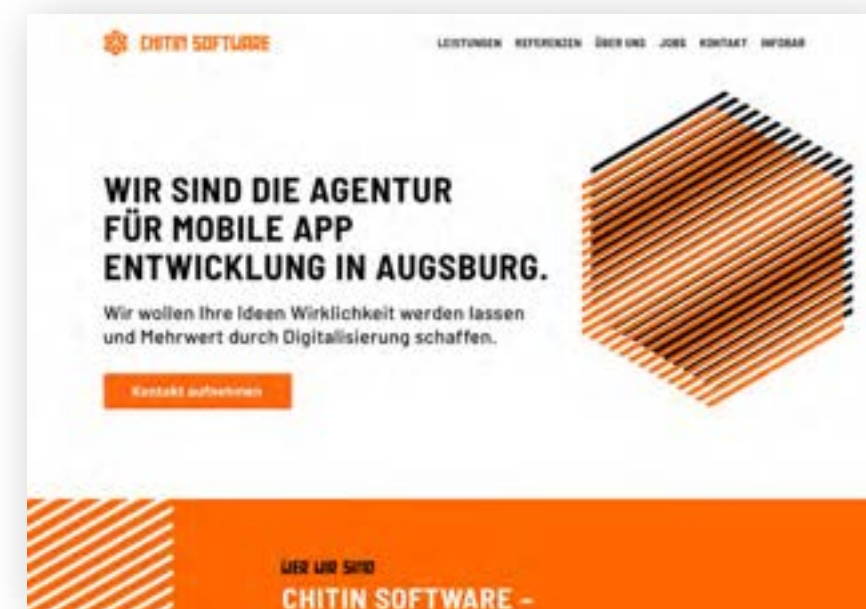 CHITIN SOFTWARE
LEISTUNGEN REFERENZEN ÜBER UNS JOBS KONTAKT INFOBAR
WIR SIND DIE AGENTUR
FÜR MOBILE APP
ENTWICKLUNG IN AUGSBURG.
Wir wollen Ihre Ideen Wirklichkeit werden lassen
und Mehrwert durch Digitalisierung schaffen.
Kontakt aufnehmen
WER WIR SIND
CHITIN SOFTWARE –